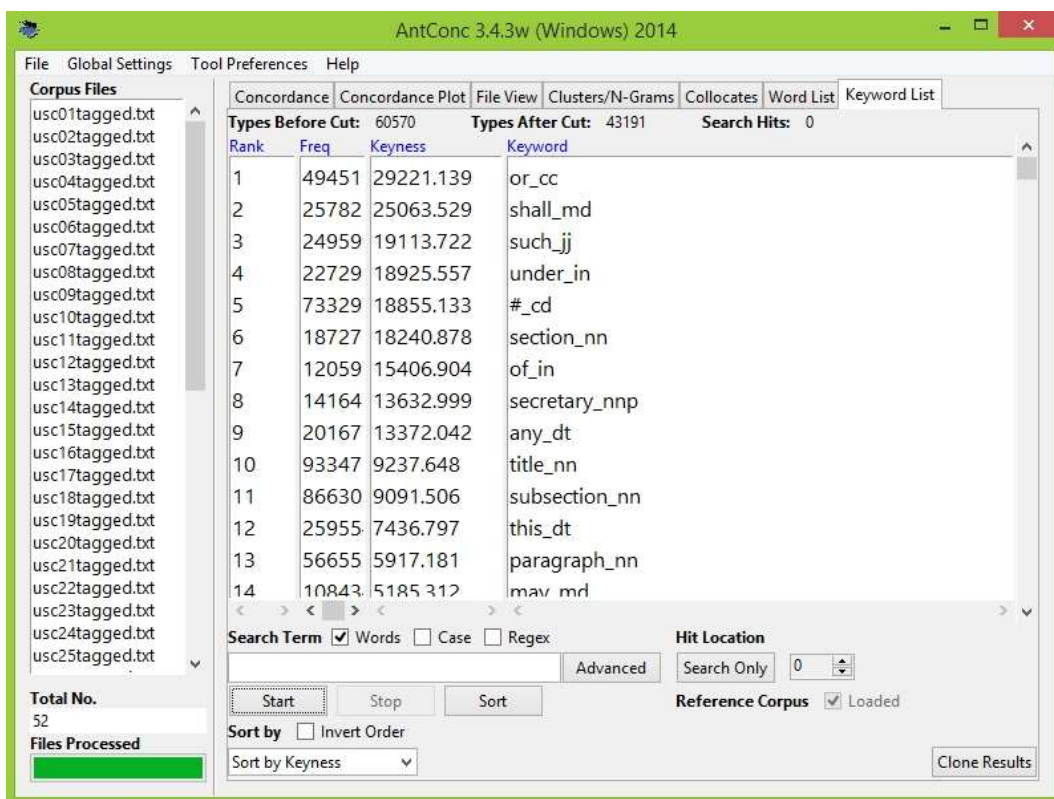 AntConc 3.4.3w (Windows) 2014
File Global Settings Tool Preferences Help
Corpus Files
usc01tagged.txt
usc02tagged.txt
usc03tagged.txt
usc04tagged.txt
usc05tagged.txt
usc06tagged.txt
usc07tagged.txt
usc08tagged.txt
usc09tagged.txt
usc10tagged.txt
usc11tagged.txt
usc12tagged.txt
usc13tagged.txt
usc14tagged.txt
usc15tagged.txt
usc16tagged.txt
usc17tagged.txt
usc18tagged.txt
usc19tagged.txt
usc20tagged.txt
usc21tagged.txt
usc22tagged.txt
usc23tagged.txt
usc24tagged.txt
usc25tagged.txt
Total No.
52
Files Processed
Concordance Concordance Plot File View Clusters/N-Grams Collocates Word List Keyword List
Types Before Cut: 60570 Types After Cut: 43191 Search Hits: 0
Rank Freq Keyness Keyword
1 49451 29221.139 or_cc
2 25782 25063.529 shall_md
3 24959 19113.722 such_jj
4 22729 18925.557 under_in
5 73329 18855.133 #_cd
6 18727 18240.878 section_nn
7 12059 15406.904 of_in
8 14164 13632.999 secretary_nnp
9 20167 13372.042 any_dt
10 93347 9237.648 title_nn
11 86630 9091.506 subsection_nn
12 25955 7436.797 this_dt
13 56655 5917.181 paragraph_nn
14 10843 5185.312 may_md
Search Term Words Case Regex Hit Location
Advanced Search Only 0
Start Stop Sort Reference Corpus Loaded
Sort by Invert Order
Sort by Keyness Clone Results